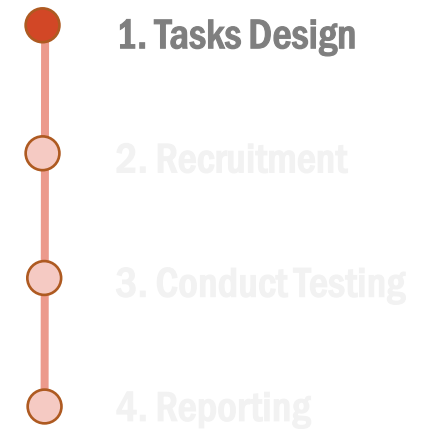 1. Tasks Design
2. Recruitment
3. Conduct Testing
4. Reporting